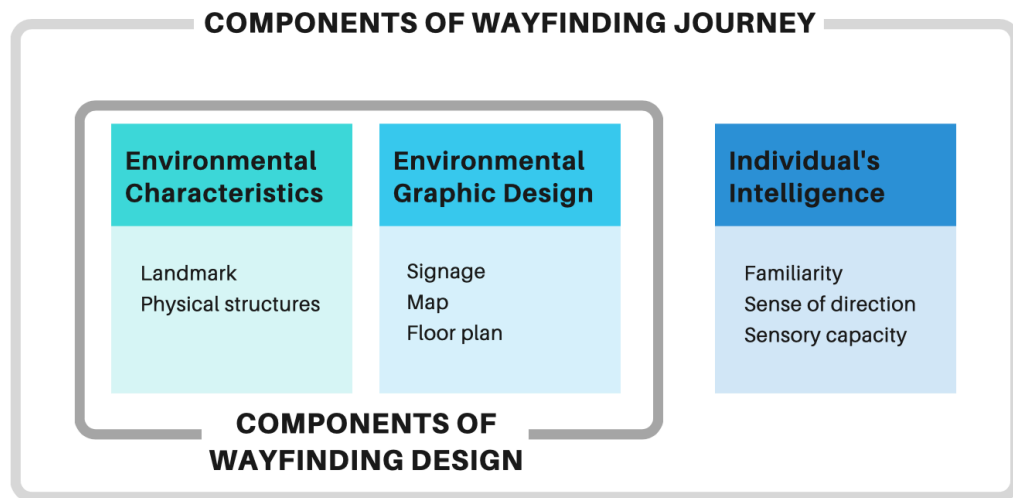 COMPONENTS OF WAYFINDING JOURNEY
Environmental
Characteristics
Landmark
Physical structures
Environmental
Graphic Design
Signage
Map
Floor plan
Individual's
Intelligence
Familiarity
Sense of direction
Sensory capacity
COMPONENTS OF
WAYFINDING DESIGN